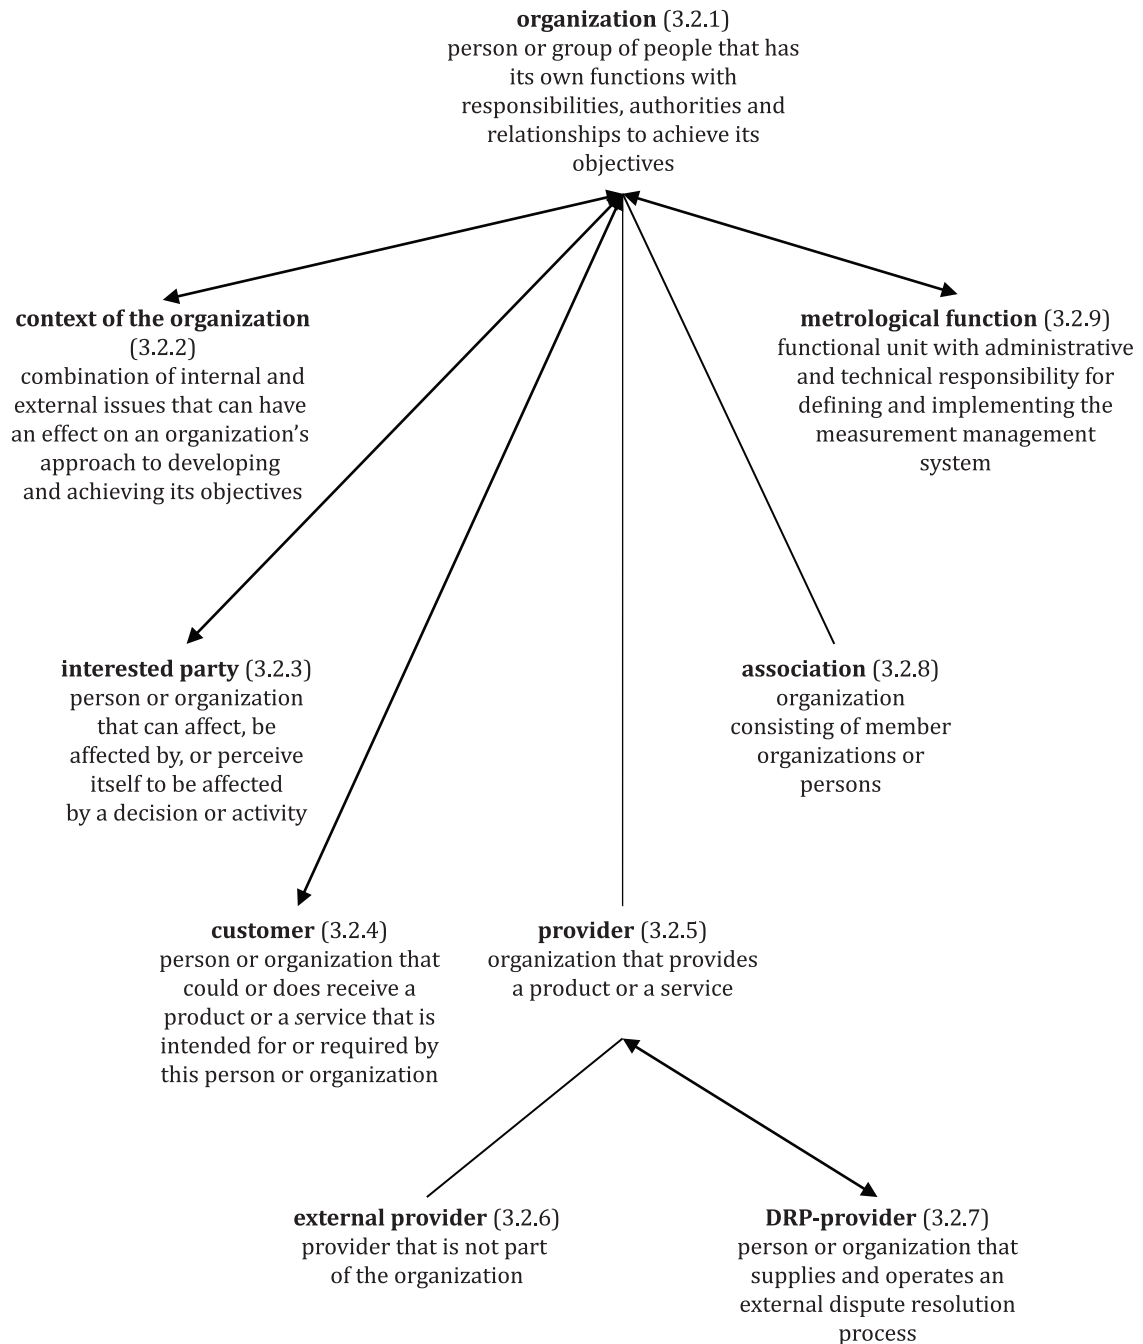 organization (3.2.1)
person or group of people that has
its own functions with
responsibilities, authorities and
relationships to achieve its
objectives
context of the organization
(3.2.2)
combination of internal and
external issues that can have
an effect on an organization’s
approach to developing
and achieving its objectives
metrological function (3.2.9)
functional unit with administrative
and technical responsibility for
defining and implementing the
measurement management
system
interested party (3.2.3)
person or organization
that can affect, be
affected by, or perceive
itself to be affected
by a decision or activity
association (3.2.8)
organization
consisting of member
organizations or
persons
customer (3.2.4)
person or organization that
could or does receive a
product or a service that is
intended for or required by
this person or organization
provider (3.2.5)
organization that provides
a product or a service
external provider (3.2.6)
provider that is not part
of the organization
DRP-provider (3.2.7)
person or organization that
supplies and operates an
external dispute resolution
process